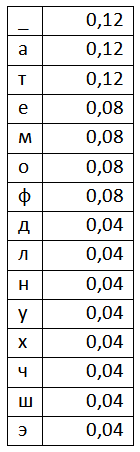 _ 0,12
а 0,12
т 0,12
е 0,08
м 0,08
о 0,08
ф 0,08
д 0,04
л 0,04
н 0,04
у 0,04
х 0,04
ч 0,04
ш 0,04
э 0,04